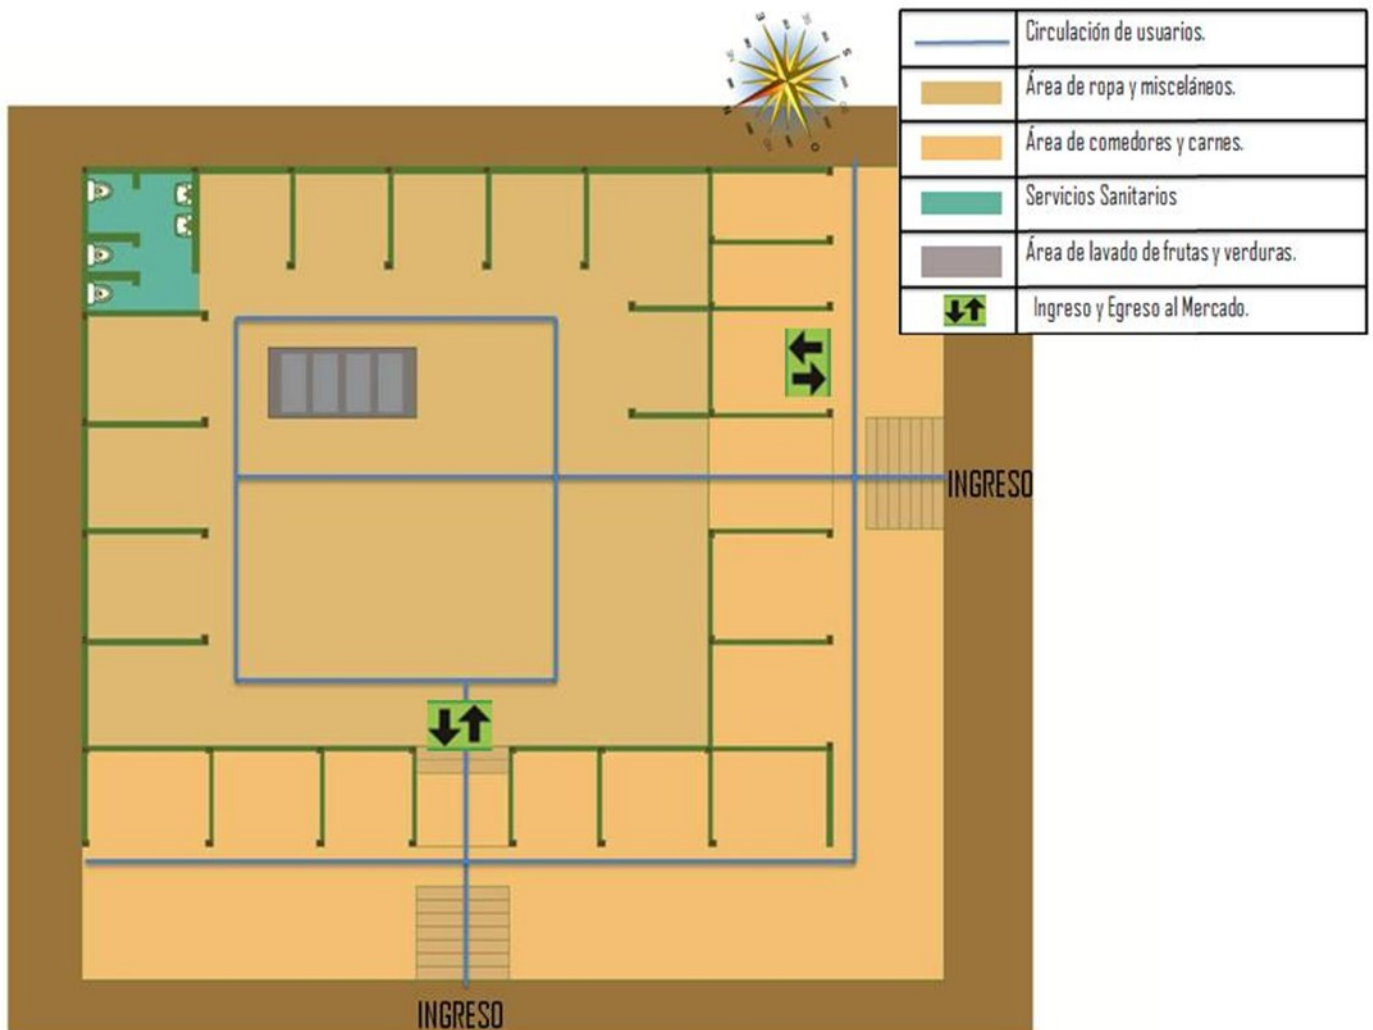 E
S
O
Circulación de usuarios.
Área de ropa y misceláneos.
Área de comedores y carnes.
Servicios Sanitarios
Área de lavado de frutas y verduras.
Ingreso y Egreso al Mercado.
INGRESO
INGRESO